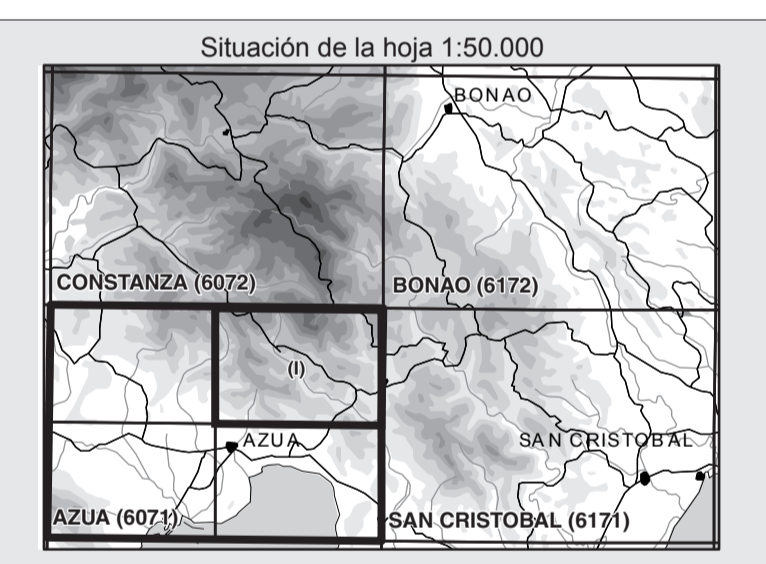 Situación de la hoja 1:50.000
BONAO
CONSTANZA (6072)
BONAO (6172)
(I)
AZUA
SAN CRISTOBAL
AZUA (6071)
SAN CRISTOBAL (6171)